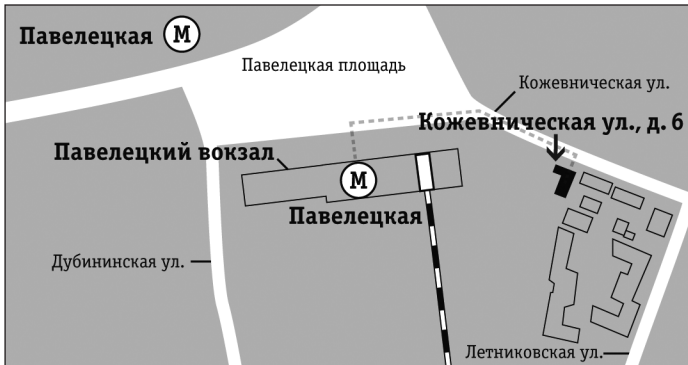 Павелецкая М
Павелецкая площадь
Кожевническая ул.
Кожевническая ул., д. 6
Павелецкий вокзал
М
Павелецкая
Дубининская ул.
Летниковская ул.